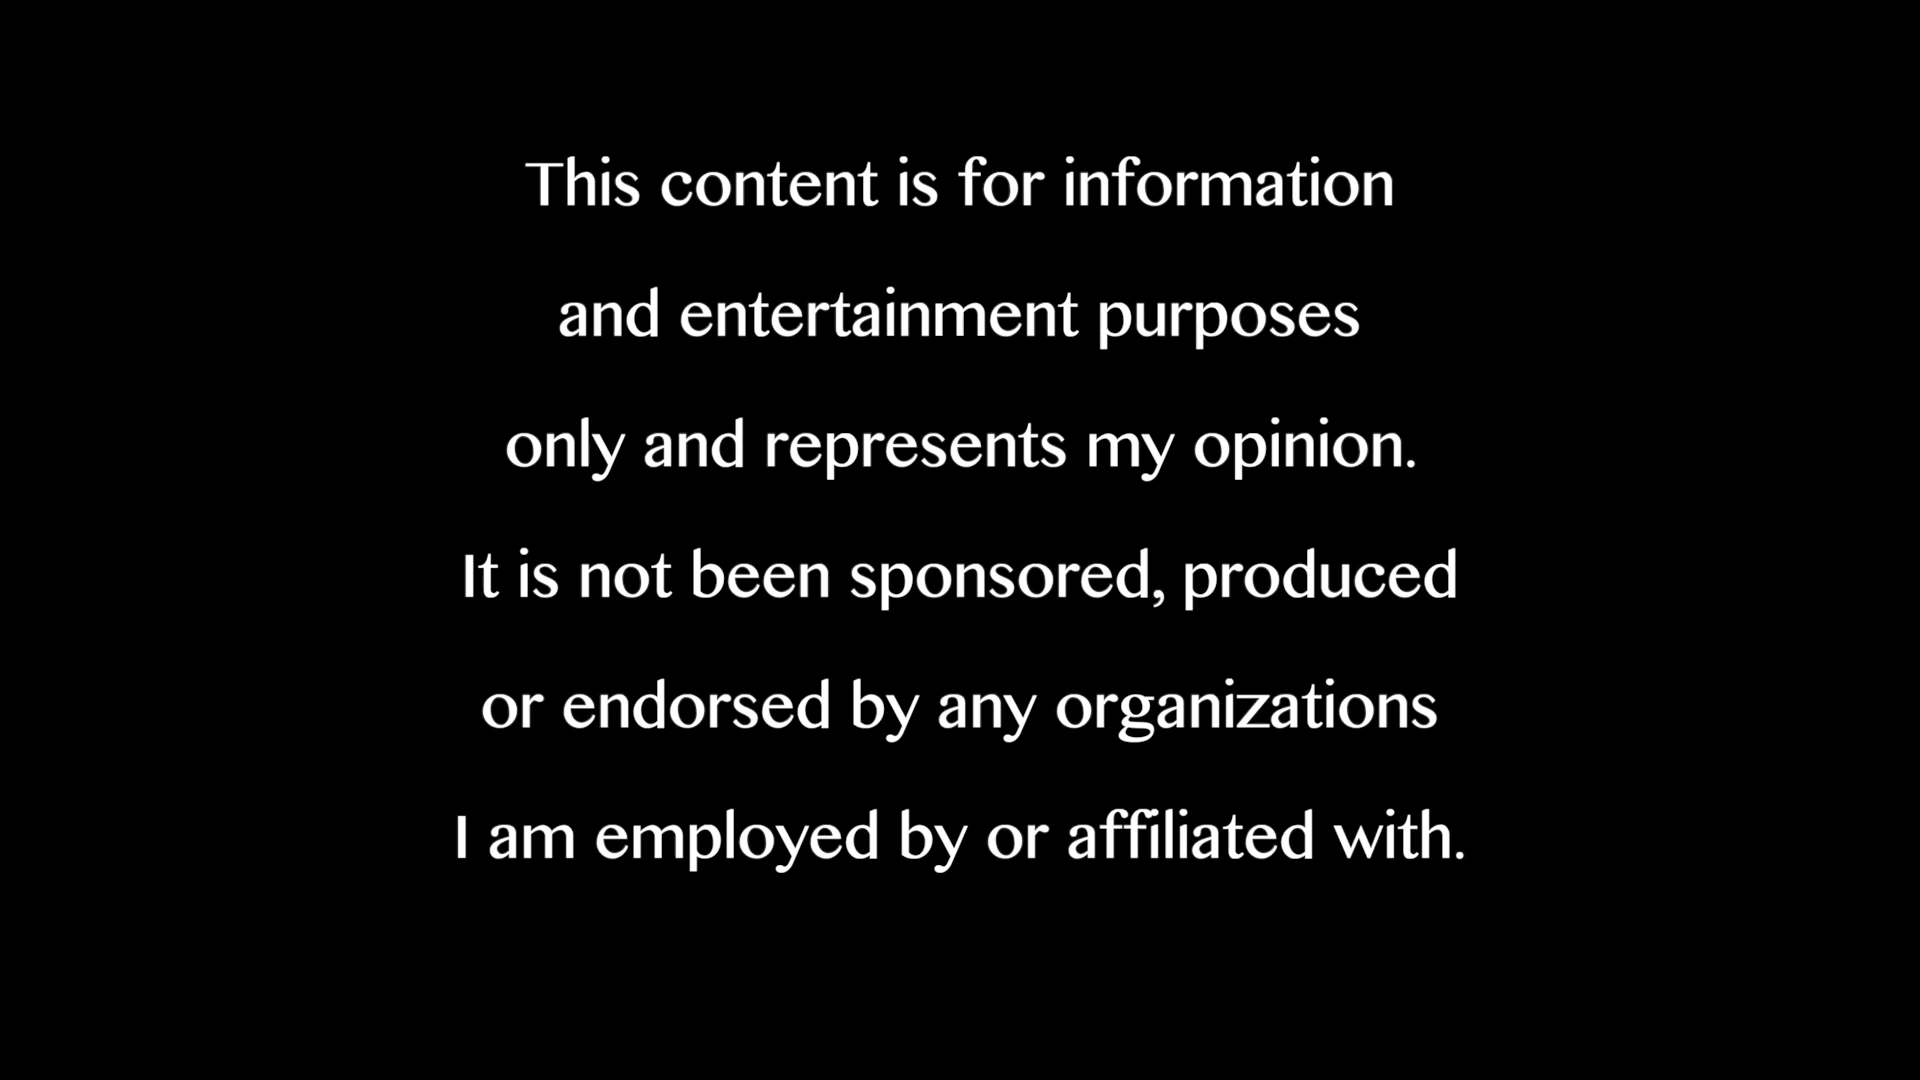 This content is for information
and entertainment purposes
only and represents my opinion.
It is not been sponsored, produced
or endorsed by any organizations
I am employed by or affiliated with.